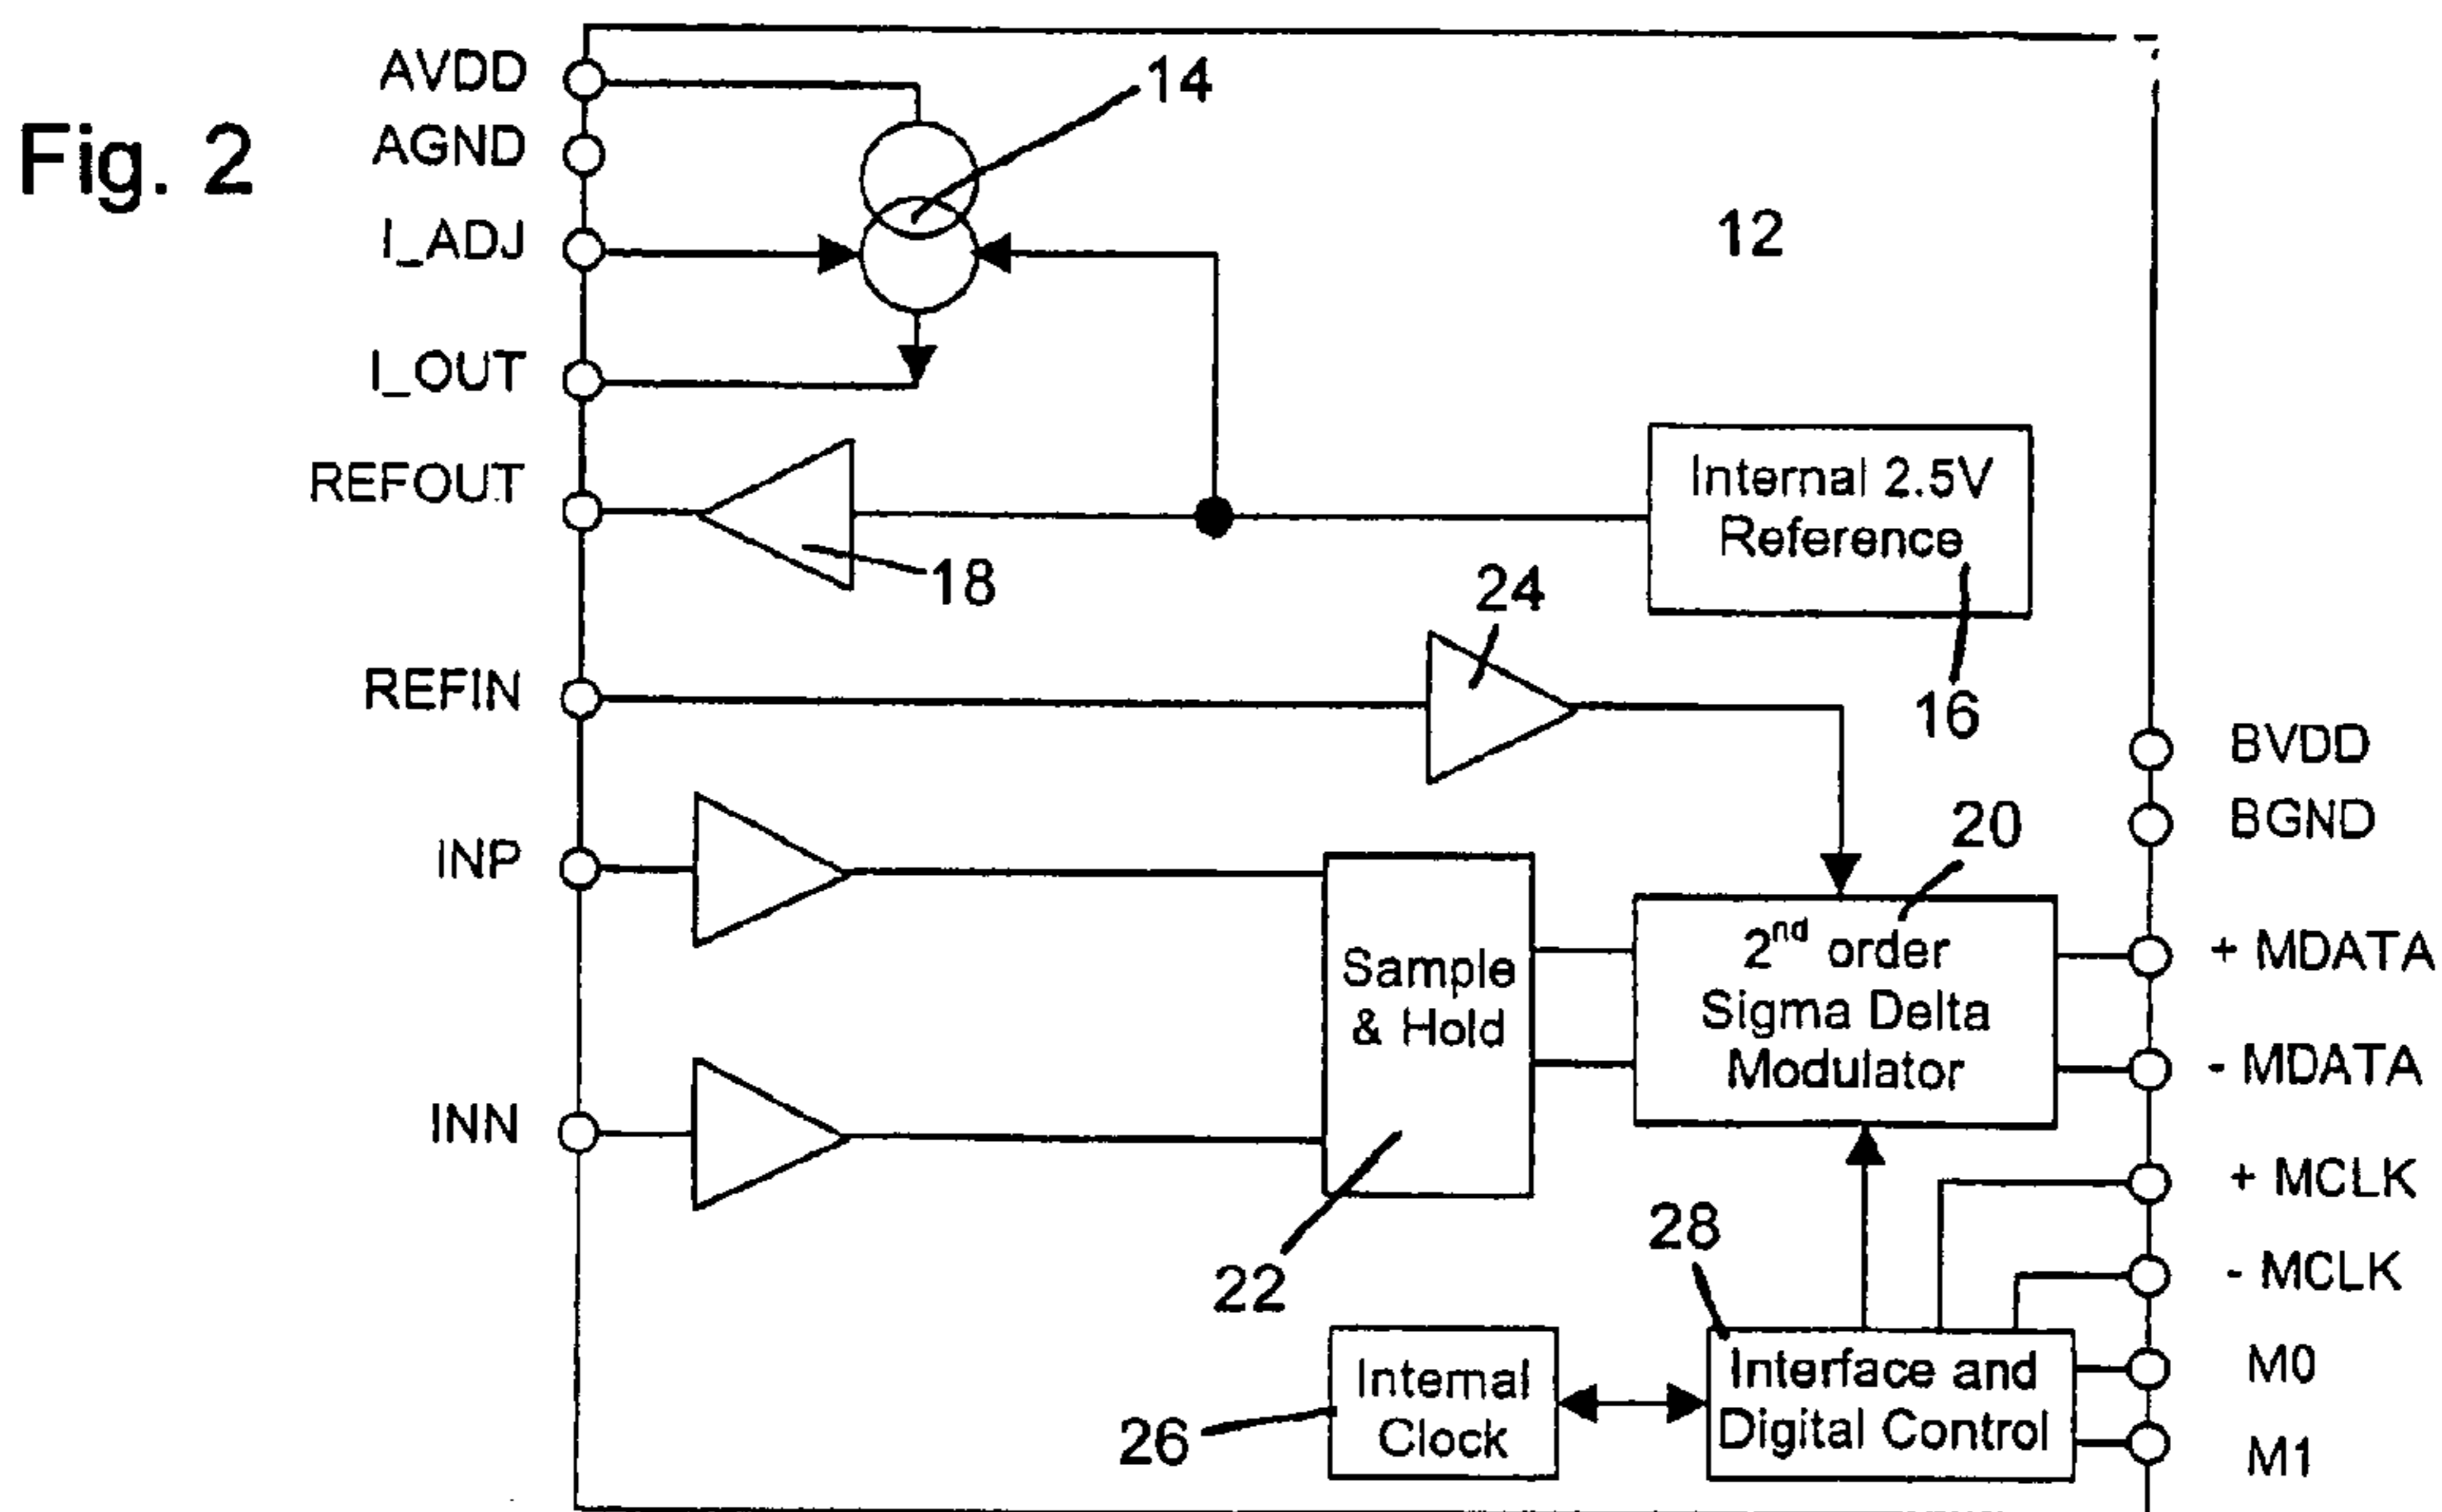 Fig. 2
AVDD
AGND
I_ADJ
I_OUT
REFOUT
REFIN
INP
INN
14
12
Internal 2.5V
Reference
16
18
24
20
2nd order
Sigma Delta
Modulator
Sample
& Hold
22
28
Internal
Clock
26
Interface and
Digital Control
BVDD
BGND
+ MDATA
- MDATA
+ MCLK
- MCLK
M0
M1